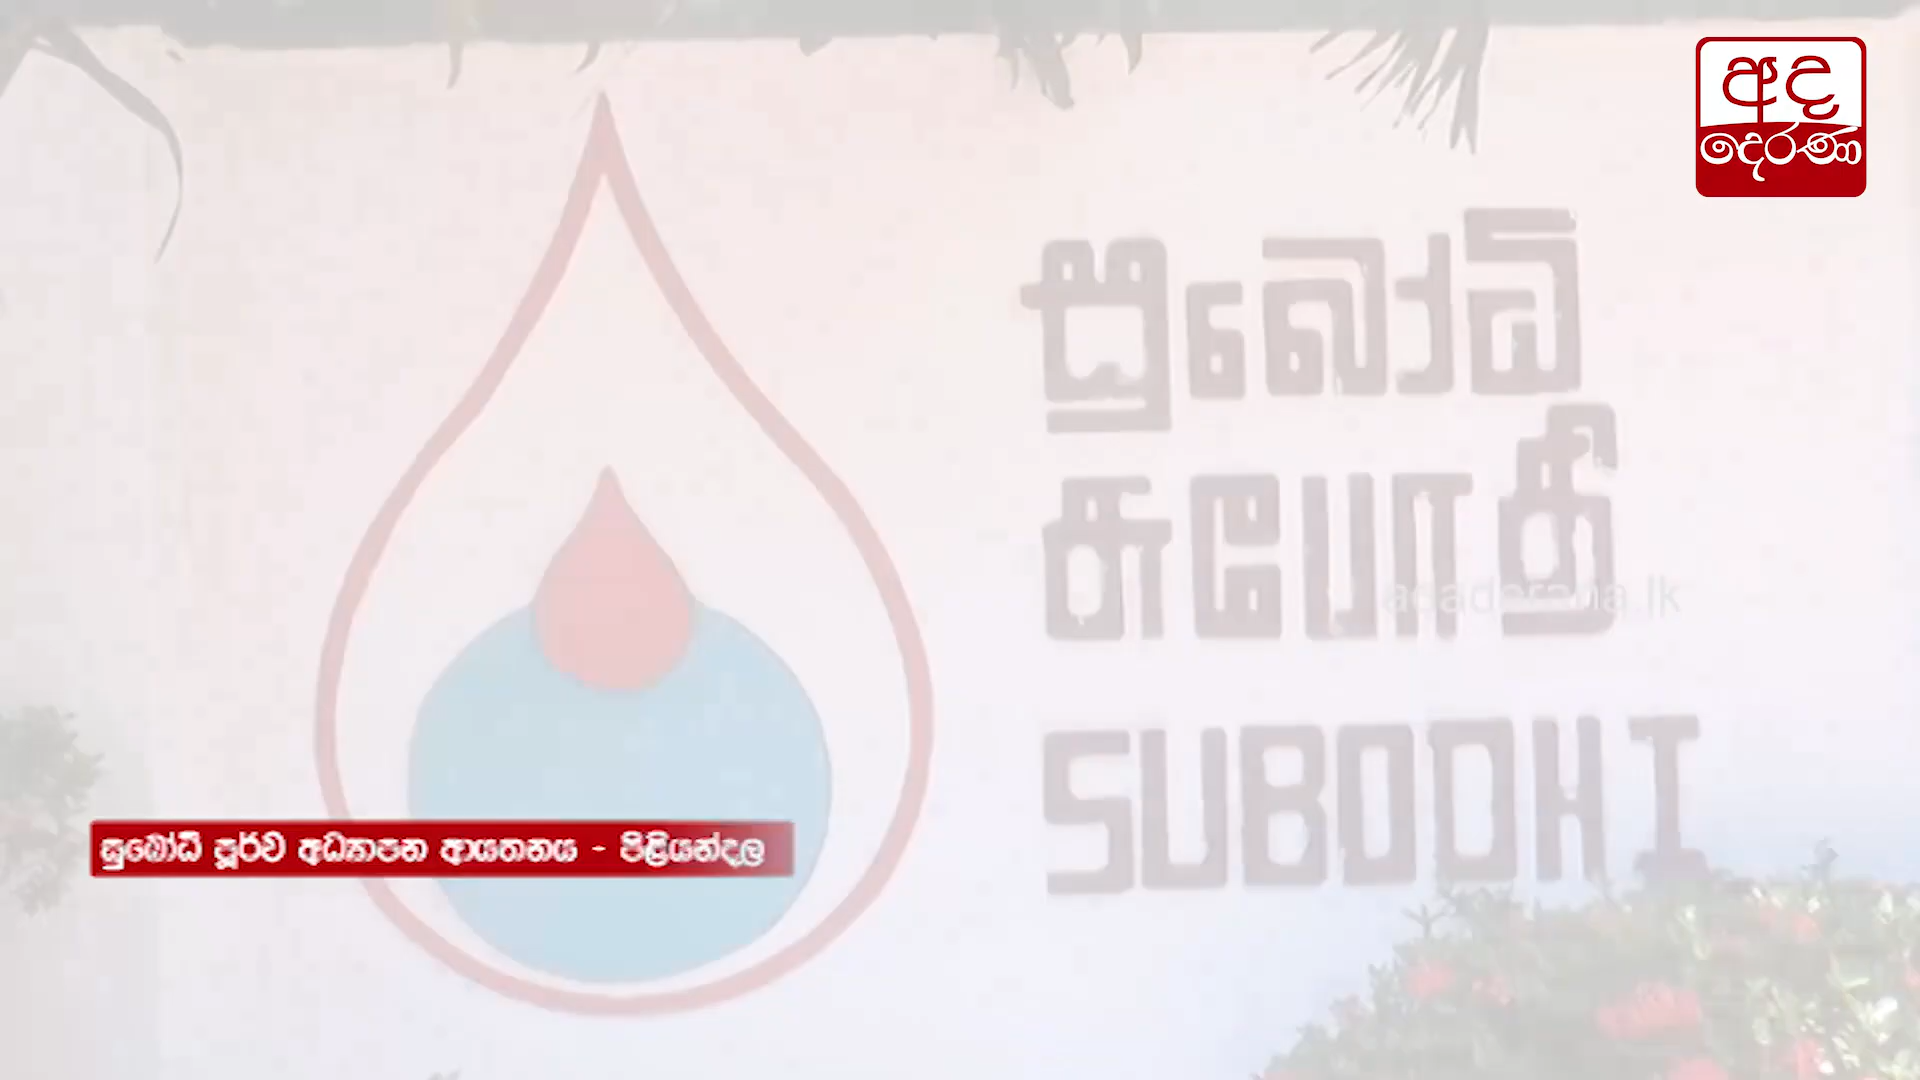 අද
දෙරණ
සුබෝධි
சுபோதி
adaderana.lk
SUBODHI
සුබෝධි පූර්ව අධ්‍යාපන ආයතනය - පිළියන්දල